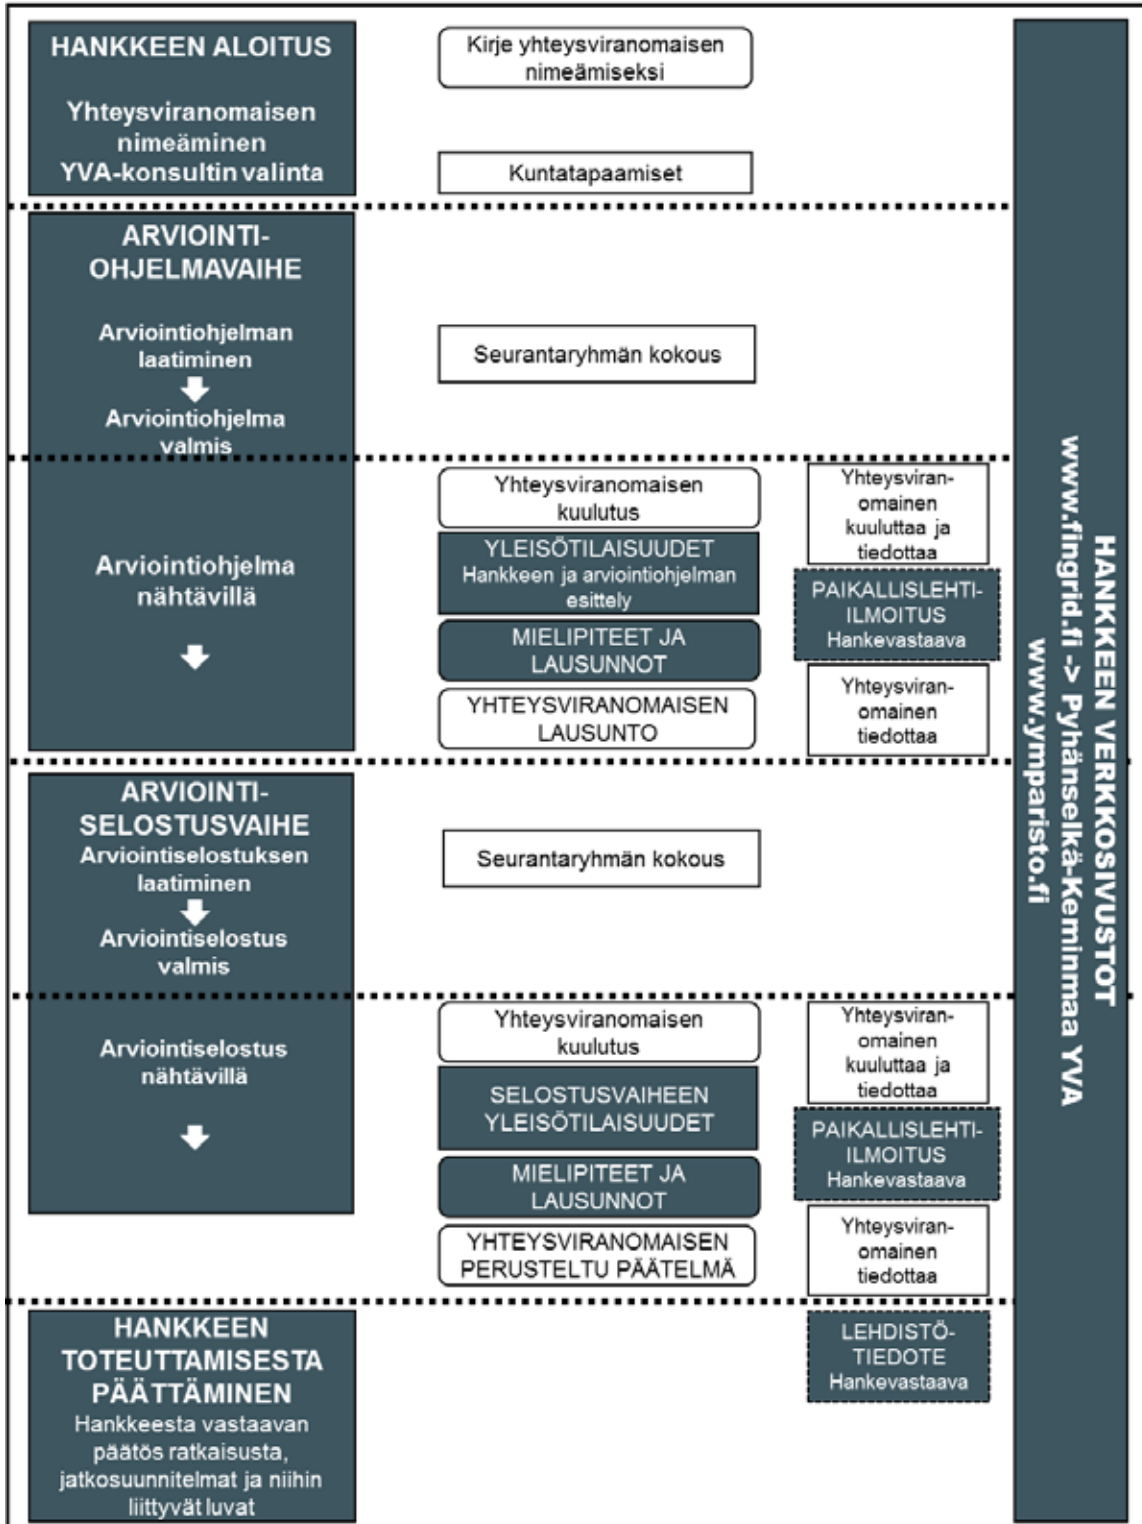 HANKKEEN ALOITUS
Yhteysviranomaisen
nimeäminen
YVA-konsultin valinta
Kirje yhteysviranomaisen
nimeämiseksi
Kuntatapaamiset
ARVIOINTI-
OHJELMAVAIHE
Arviointiohjelman
laatiminen
Arviointiohjelma
valmis
Seurantaryhmän kokous
Arviointiohjelma
nähtävillä
Yhteysviranomaisen
kuulutus
YLEISÖTILAISUUDET
Hankkeen ja arviointiohjelman
esittely
MIELIPITEET JA
LAUSUNNOT
YHTEYSVIRANOMAISEN
LAUSUNTO
Yhteysviran-
omainen
kuuluttaa ja
tiedottaa
PAIKALLISLEHTI-
ILMOITUS
Hankevastaava
Yhteysviran-
omainen
tiedottaa
ARVIOINTI-
SELOSTUSVAIHE
Arviointiselostuksen
laatiminen
Arviointiselostus
valmis
Seurantaryhmän kokous
Arviointiselostus
nähtävillä
Yhteysviranomaisen
kuulutus
SELOSTUSVAIHEEN
YLEISÖTILAISUUDET
MIELIPITEET JA
LAUSUNNOT
YHTEYSVIRANOMAISEN
PERUSTELTU PÄÄTELMÄ
Yhteysviran-
omainen
kuuluttaa ja
tiedottaa
PAIKALLISLEHTI-
ILMOITUS
Hankevastaava
Yhteysviran-
omainen
tiedottaa
HANKKEEN
TOTEUTTAMISESTA
PÄÄTTÄMINEN
Hankkeesta vastaavan
päätös ratkaisusta,
jatkosuunnitelmat ja niihin
liittyvät luvat
LEHDISTÖ-
TIEDOTE
Hankevastaava
HANKKEEN VERKKOSIVUSTOT
www.fingrid.fi -> Pyhänselkä-Keminmaa YVA
www.ymparisto.fi